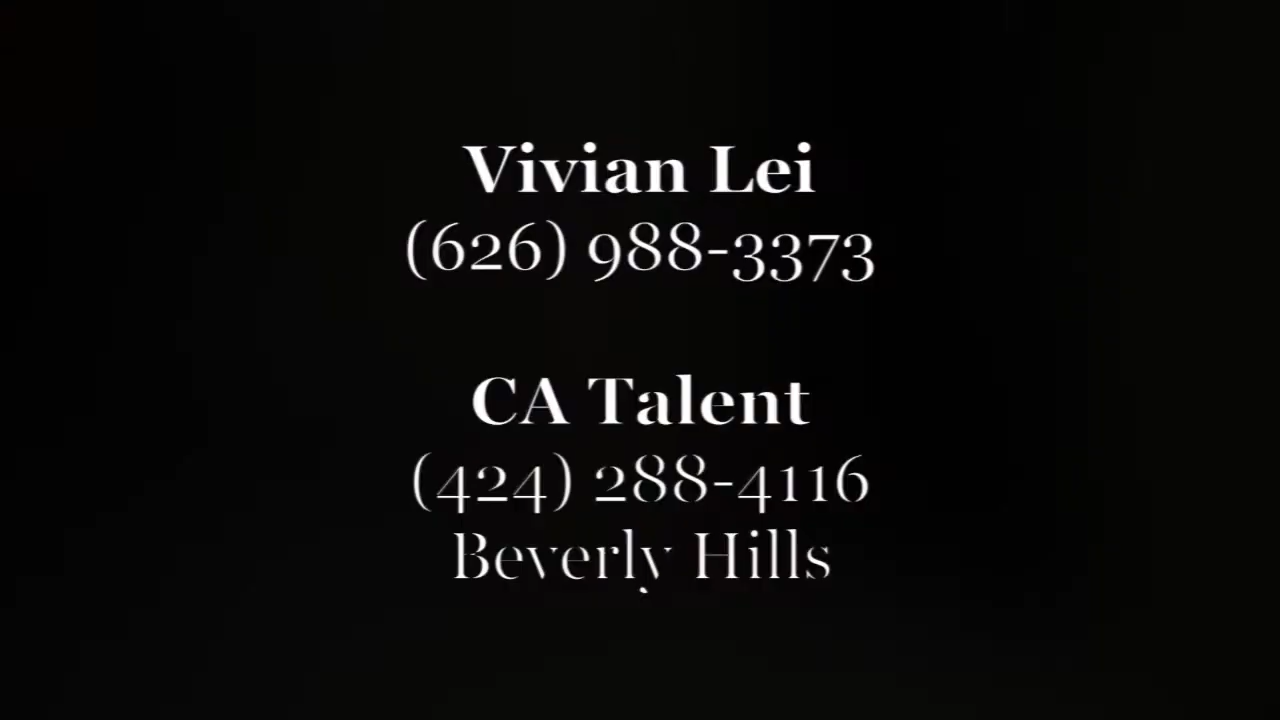 Vivian Lei
(626) 988-3373
CA Talent
(424) 288-4116
Beverly Hills